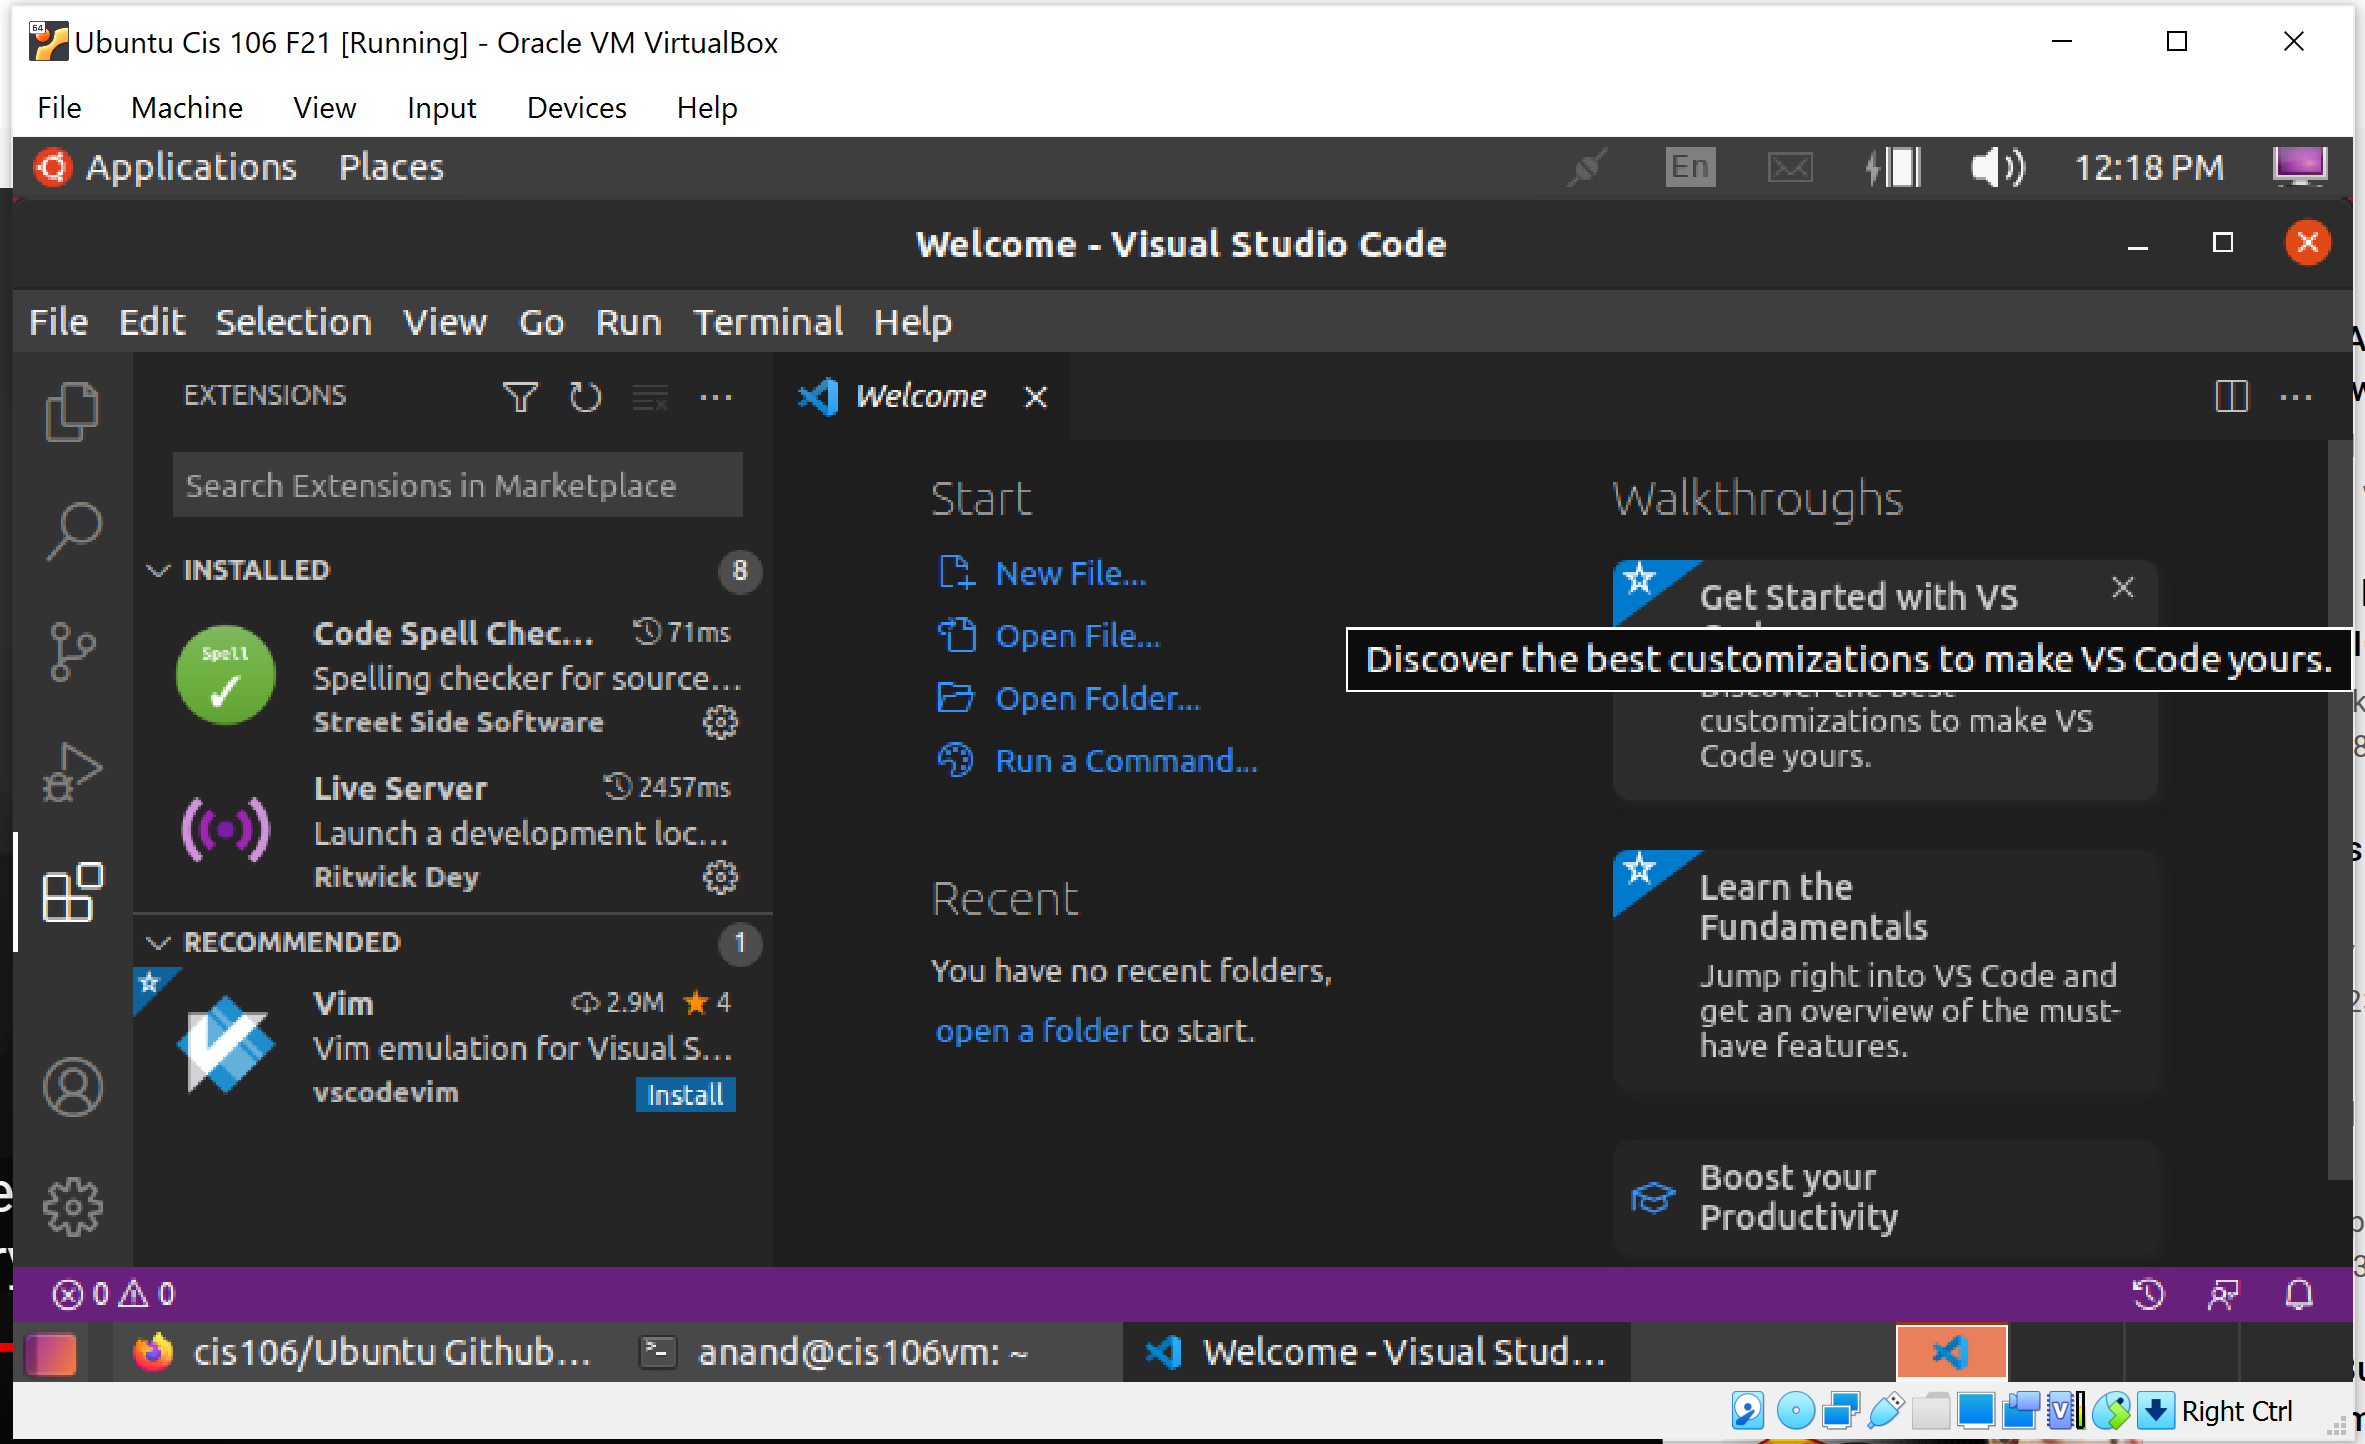 Ubuntu Cis 106 F21 [Running] - Oracle VM VirtualBox
File Machine View Input Devices Help
Applications Places En 12:18 PM
Welcome - Visual Studio Code
File Edit Selection View Go Run Terminal Help
EXTENSIONS
Welcome
Search Extensions in Marketplace
INSTALLED 8
Spell
Code Spell Chec... 71ms
Spelling checker for source...
Street Side Software
Live Server 2457ms
Launch a development loc...
Ritwick Dey
RECOMMENDED 1
Vim 2.9M 4
Vim emulation for Visual S...
vscodevim Install
Start
New File...
Open File...
Open Folder...
Run a Command...
Recent
You have no recent folders,
open a folder to start.
Walkthroughs
Get Started with VS
Discover the best customizations to make VS Code yours.
Discover the best
customizations to make VS
Code yours.
Learn the
Fundamentals
Jump right into VS Code and
get an overview of the must-
have features.
Boost your
Productivity
0 0
cis106/Ubuntu Github... anand@cis106vm: ~ Welcome - Visual Stud...
Right Ctrl